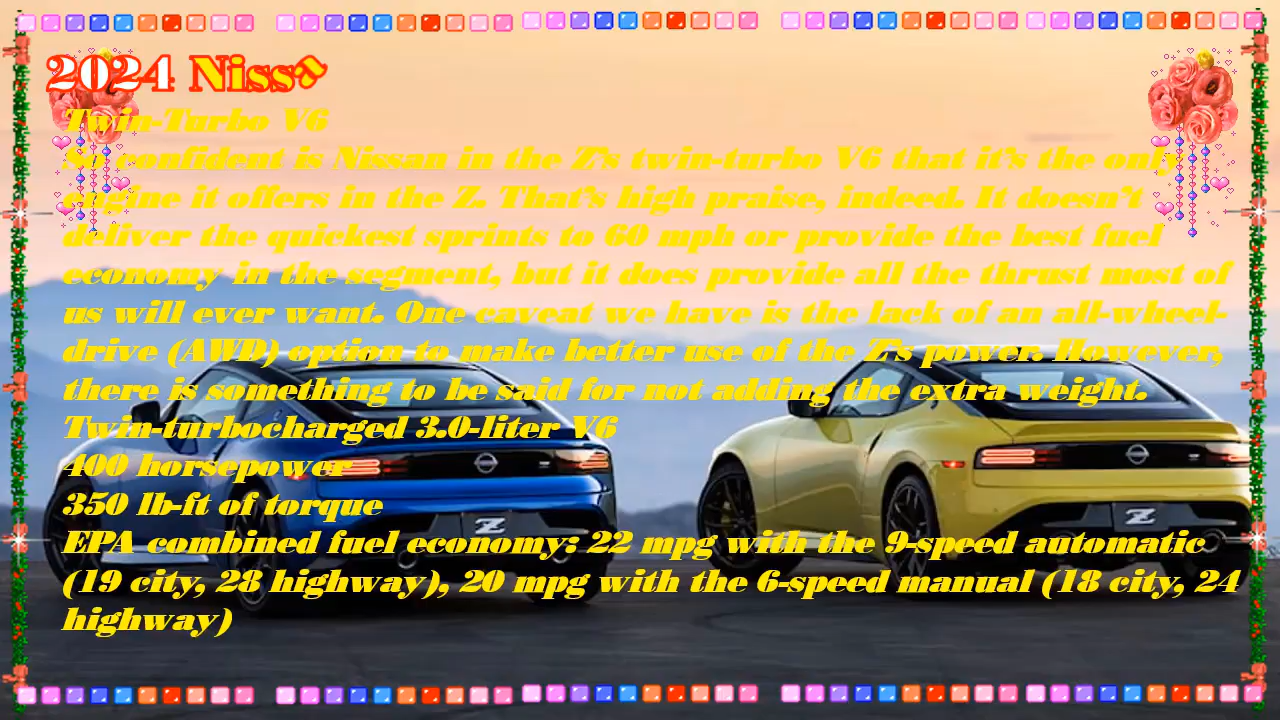 2024 Niss
Twin-Turbo V6
So confident is Nissan in the Z's twin-turbo V6 that it's the only
engine it offers in the Z. That's high praise, indeed. It doesn't
deliver the quickest sprints to 60 mph or provide the best fuel
economy in the segment, but it does provide all the thrust most of
us will ever want. One caveat we have is the lack of an all-wheel-
drive (AWD) option to make better use of the Z's power. However,
there is something to be said for not adding the extra weight.
Twin-turbocharged 3.0-liter V6
400 horsepower
350 lb-ft of torque
EPA combined fuel economy: 22 mpg with the 9-speed automatic
(19 city, 28 highway), 20 mpg with the 6-speed manual (18 city, 24
highway)
Z
Z